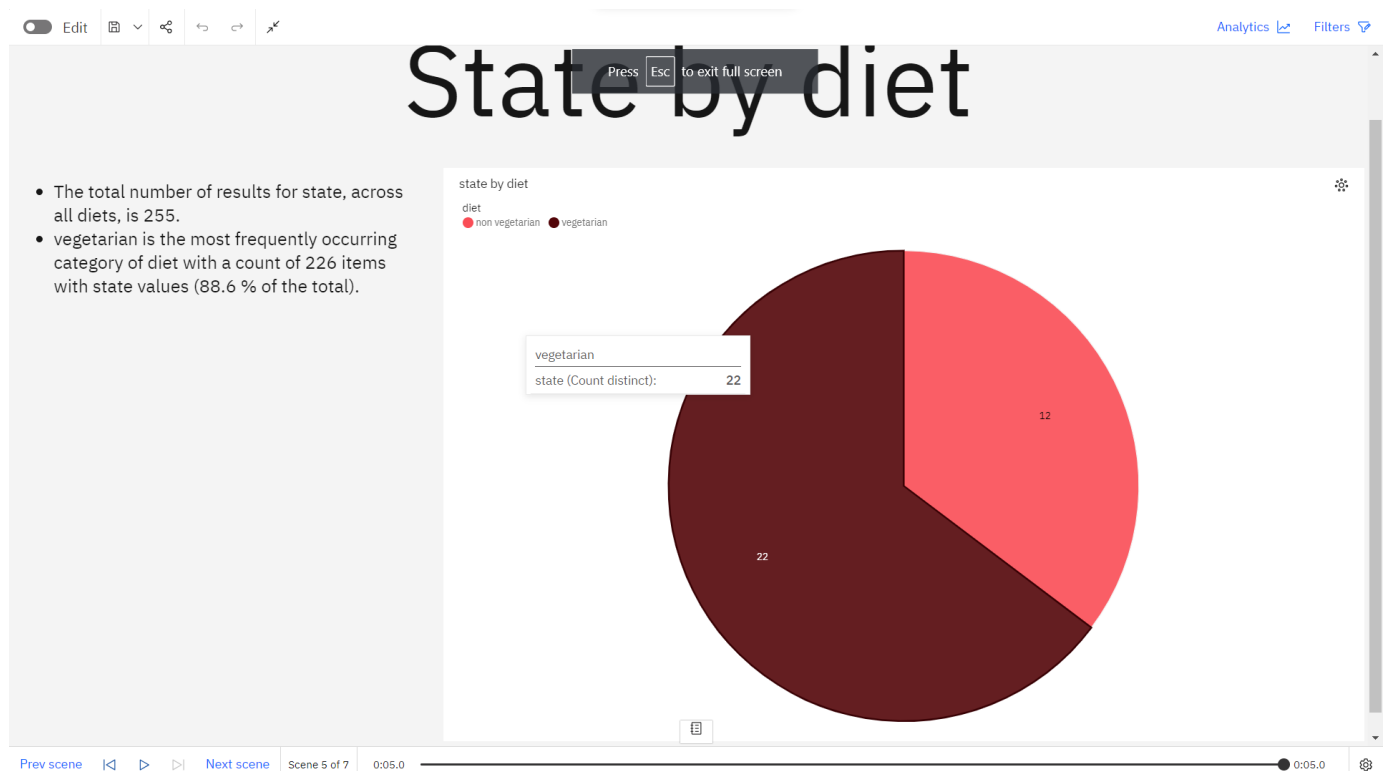 Edit
Analytics
Filters
State by diet
Press Esc to exit full screen
The total number of results for state, across
all diets, is 255.
vegetarian is the most frequently occurring
category of diet with a count of 226 items
with state values (88.6 % of the total).
state by diet
diet
non vegetarian
vegetarian
vegetarian
state (Count distinct): 22
12
22
Prev scene
Next scene
Scene 5 of 7
0:05.0
0:05.0